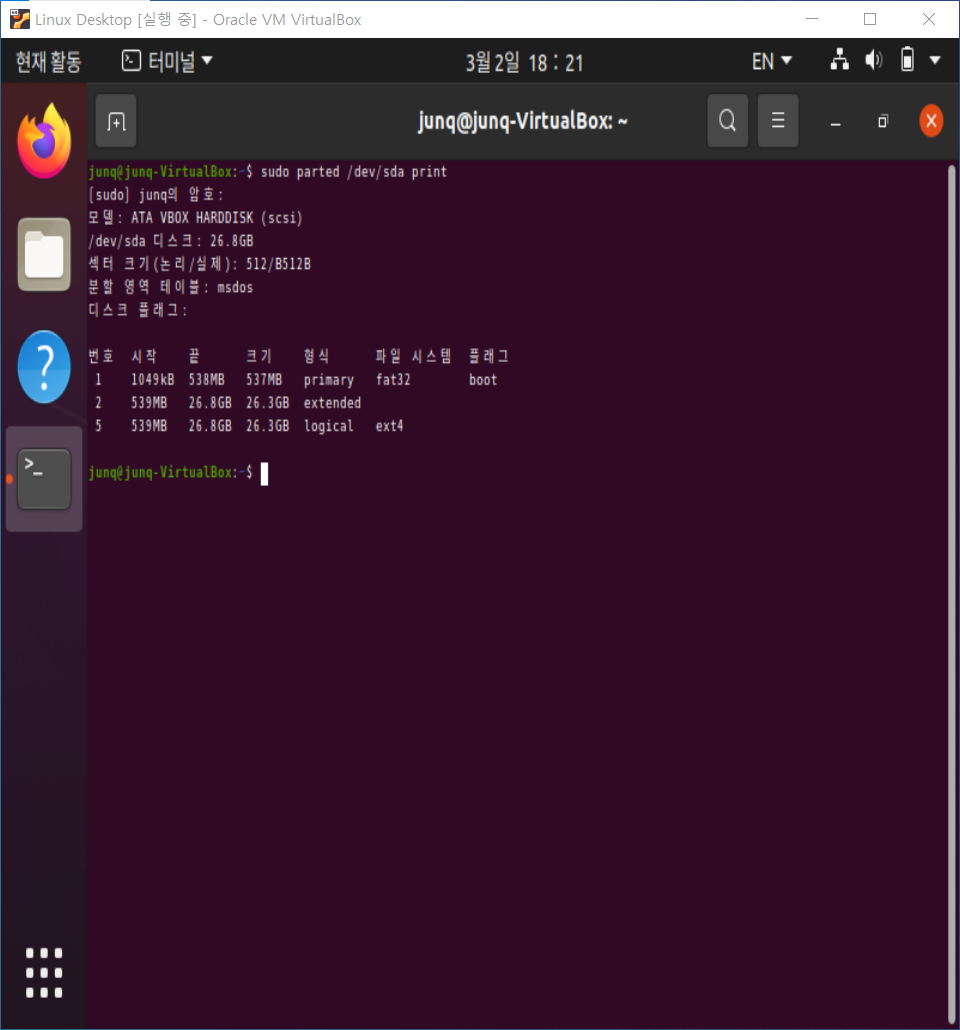 Linux Desktop [실행 중] - Oracle VM VirtualBox
현재 활동 터미널 3월 2일 18 : 21 EN
junq@junq-VirtualBox: ~
junq@junq-VirtualBox:~$ sudo parted /dev/sda print
[sudo] junq의 암호:
모델: ATA VBOX HARDDISK (scsi)
/dev/sda 디스크: 26.8GB
섹터 크기(논리/실제): 512/B512B
분할 영역 테이블: msdos
디스크 플래그:
번호 시작 끝 크기 형식 파일 시스템 플래그
1 1049kB 538MB 537MB primary fat32 boot
2 539MB 26.8GB 26.3GB extended
5 539MB 26.8GB 26.3GB logical ext4
junq@junq-VirtualBox:~$